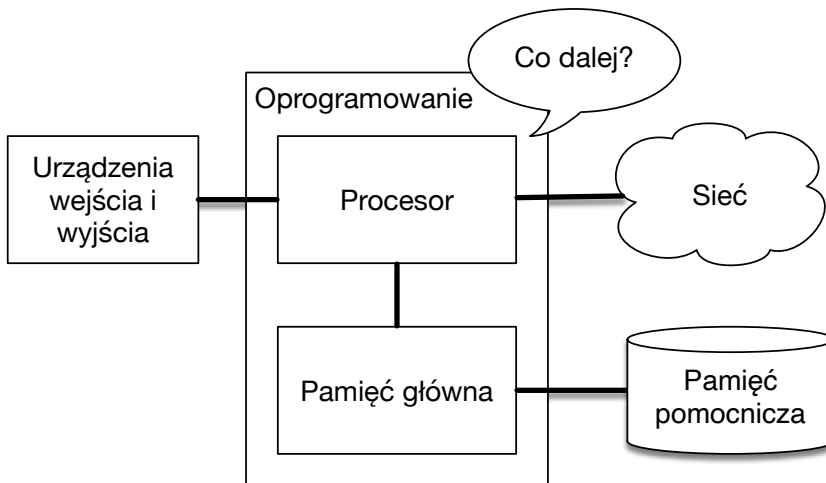 Co dalej?
Oprogramowanie
Urządzenia
wejścia i
wyjścia
Procesor
Sieć
Pamięć główna
Pamięć
pomocnicza